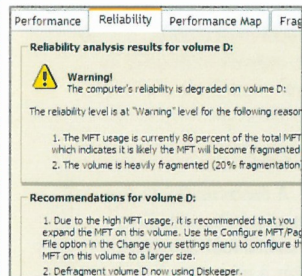 Performance Reliability Performance Map Frag
Reliability analysis results for volume D:
Warning!
The computer's reliability is degraded on volume D:
The reliability level is at "Warning" level for the following reason
1. The MFT usage is currently 86 percent of the total MFT
which indicates it is likely the MFT will become fragmented
2. The volume is heavily fragmented (20% fragmentation)
Recommendations for volume D:
1. Due to the high MFT usage, it is recommended that you
expand the MFT on this volume. Use the Configure MFT/Pag
File option in the Change your settings menu to configure th
MFT on this volume to a larger size.
2. Defragment volume D now using Diskeeper.